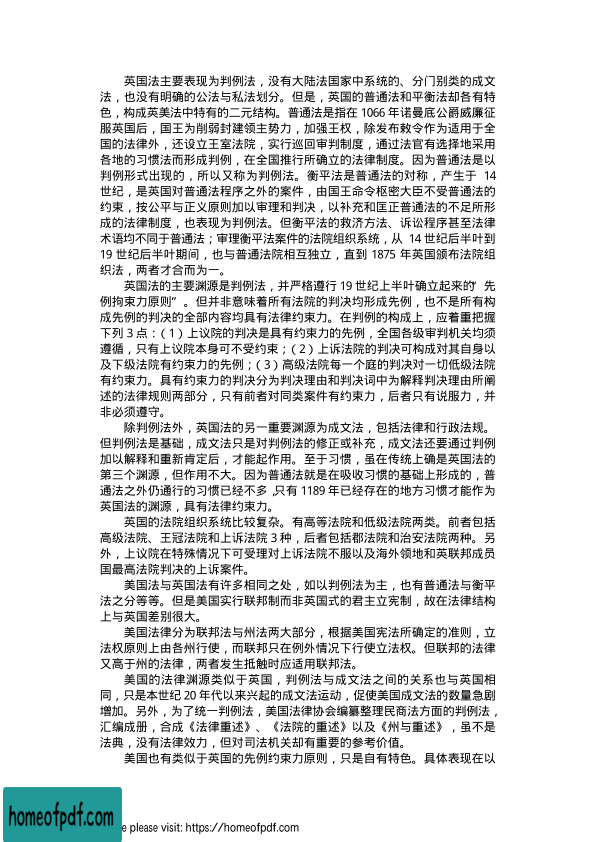 英国法主要表现为判例法，没有大陆法国家中系统的、分门别类的成文
法，也没有明确的公法与私法划分。但是，英国的普通法和平衡法却各有特
色，构成英美法中特有的二元结构。普通法是指在 1066 年诺曼底公爵威廉征
服英国后，国王为削弱封建领主势力，加强王权，除发布敕令作为适用于全
国的法律外，还设立王室法院，实行巡回审判制度，通过法官有选择地采用
各地的习惯法而形成判例，在全国推行所确立的法律制度。因为普通法是以
判例形式出现的，所以又称为判例法。衡平法是普通法的对称，产生于 14
世纪，是英国对普通法程序之外的案件，由国王命令枢密大臣不受普通法的
约束，按公平与正义原则加以审理和判决，以补充和匡正普通法的不足所形
成的法律制度，也表现为判例法。但衡平法的救济方法、诉讼程序甚至法律
术语均不同于普通法；审理衡平法案件的法院组织系统，从 14 世纪后半叶到
19 世纪后半叶期间，也与普通法院相互独立，直到 1875 年英国颁布法院组
织法，两者才合而为一。
英国法的主要渊源是判例法，并严格遵行 19 世纪上半叶确立起来的“先
例拘束力原则”。但并非意味着所有法院的判决均形成先例，也不是所有构
成先例的判决的全部内容均具有法律约束力。在判例的构成上，应着重把握
下列 3 点：（1）上议院的判决是具有约束力的先例，全国各级审判机关均须
遵循，只有上议院本身可不受约束；（2）上诉法院的判决可构成对其自身以
及下级法院有约束力的先例；（3）高级法院每一个庭的判决对一切低级法院
有约束力。具有约束力的判决分为判决理由和判决词中为解释判决理由所阐
述的法律规则两部分，只有前者对同类案件有约束力，后者只有说服力，并
非必须遵守。
除判例法外，英国法的另一重要渊源为成文法，包括法律和行政法规。
但判例法是基础，成文法只是对判例法的修正或补充，成文法还要通过判例
加以解释和重新肯定后，才能起作用。至于习惯，虽在传统上确是英国法的
第三个渊源，但作用不大。因为普通法就是在吸收习惯的基础上形成的，普
通法之外仍通行的习惯已经不多，只有 1189 年已经存在的地方习惯才能作为
英国法的渊源，具有法律约束力。
英国的法院组织系统比较复杂。有高等法院和低级法院两类。前者包括
高级法院、王冠法院和上诉法院 3 种，后者包括郡法院和治安法院两种。另
外，上议院在特殊情况下可受理对上诉法院不服以及海外领地和英联邦成员
国最高法院判决的上诉案件。
美国法与英国法有许多相同之处，如以判例法为主，也有普通法与衡平
法之分等等。但是美国实行联邦制而非英国式的君主立宪制，故在法律结构
上与英国差别很大。
美国法律分为联邦法与州法两大部分，根据美国宪法所确定的准则，立
法权原则上由各州行使，而联邦只在例外情况下行使立法权。但联邦的法律
又高于州的法律，两者发生抵触时应适用联邦法。
美国的法律渊源类似于英国，判例法与成文法之间的关系也与英国相
同，只是本世纪 20 年代以来兴起的成文法运动，促使美国成文法的数量急剧
增加。另外，为了统一判例法，美国法律协会编纂整理民商法方面的判例法，
汇编成册，合成《法律重述》、《法院的重述》以及《州与重述》，虽不是
法典，没有法律效力，但对司法机关却有重要的参考价值。
美国也有类似于英国的先例约束力原则，只是自有特色。具体表现在以
homeofpdf.com
e please visit: https://homeofpdf.com